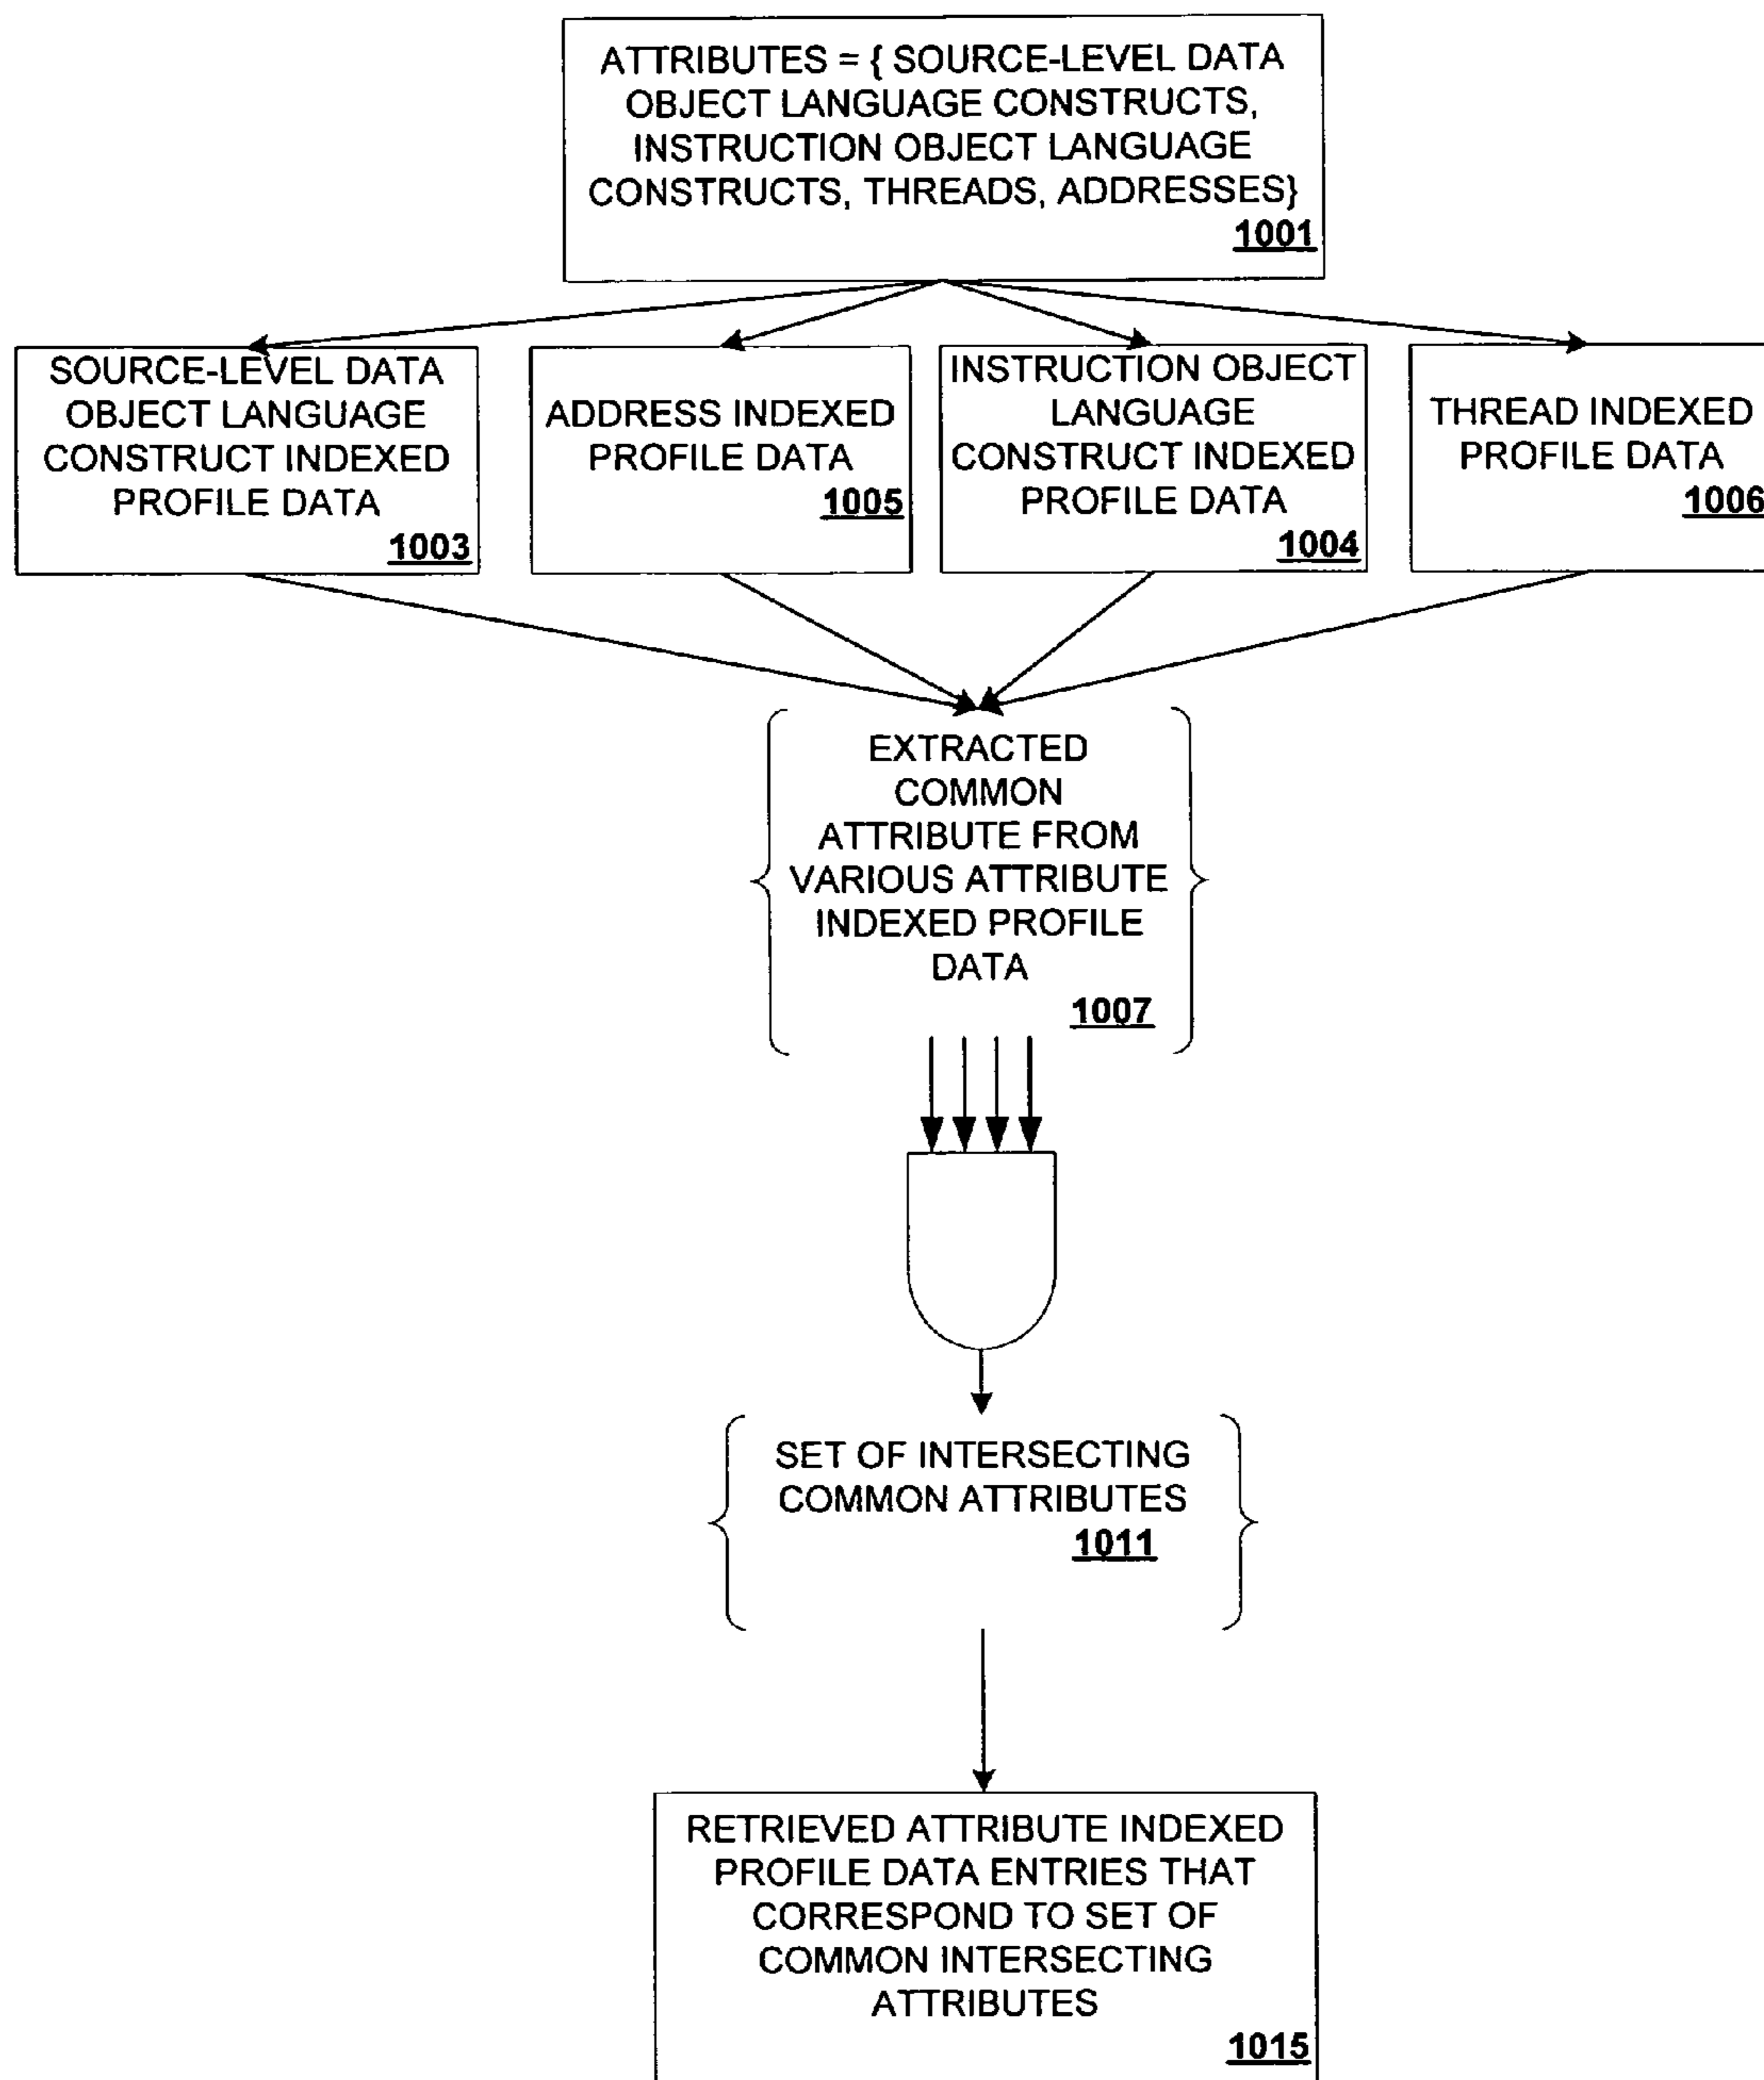 ATTRIBUTES = { SOURCE-LEVEL DATA
OBJECT LANGUAGE CONSTRUCTS,
INSTRUCTION OBJECT LANGUAGE
CONSTRUCTS, THREADS, ADDRESSES}
1001
SOURCE-LEVEL DATA
OBJECT LANGUAGE
CONSTRUCT INDEXED
PROFILE DATA
1003
ADDRESS INDEXED
PROFILE DATA
1005
INSTRUCTION OBJECT
LANGUAGE
CONSTRUCT INDEXED
PROFILE DATA
1004
THREAD INDEXED
PROFILE DATA
1006
EXTRACTED
COMMON
ATTRIBUTE FROM
VARIOUS ATTRIBUTE
INDEXED PROFILE
DATA
1007
SET OF INTERSECTING
COMMON ATTRIBUTES
1011
RETRIEVED ATTRIBUTE INDEXED
PROFILE DATA ENTRIES THAT
CORRESPOND TO SET OF
COMMON INTERSECTING
ATTRIBUTES
1015